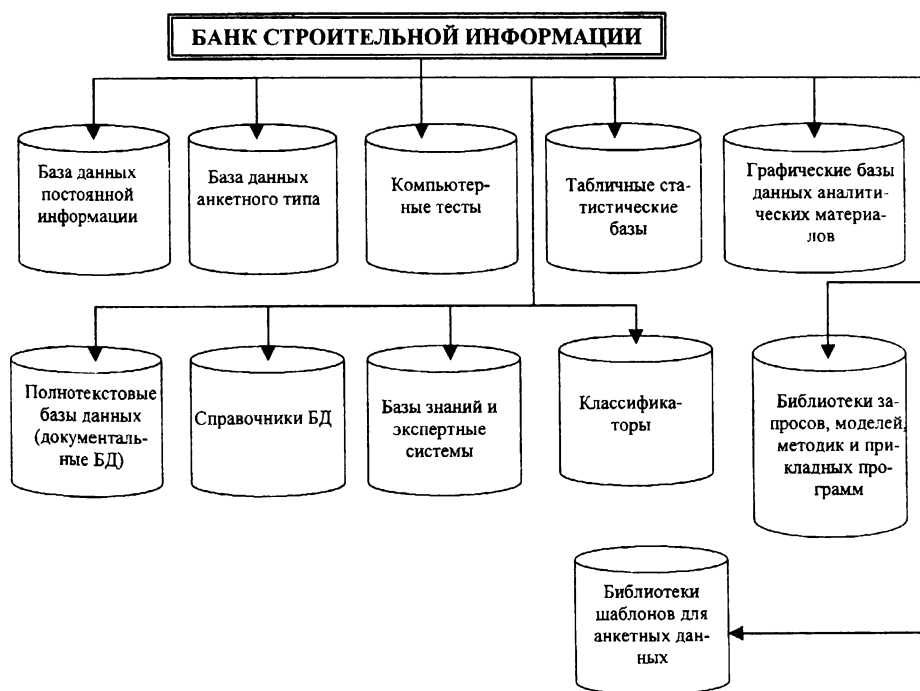 БАНК СТРОИТЕЛЬНОЙ ИНФОРМАЦИИ
База данных
постоянной
информации
База данных
анкетного типа
Компьютер-
ные тесты
Табличные ста-
тистические
базы
Графические базы
данных аналити-
ческих материа-
лов
Полнотекстовые
базы данных
(документаль-
ные БД)
Справочники БД
Базы знаний и
экспертные
системы
Классифика-
торы
Библиотеки за-
просов, моделей,
методик и при-
кладных про-
грамм
Библиотеки
шаблонов для
анкетных дан-
ных